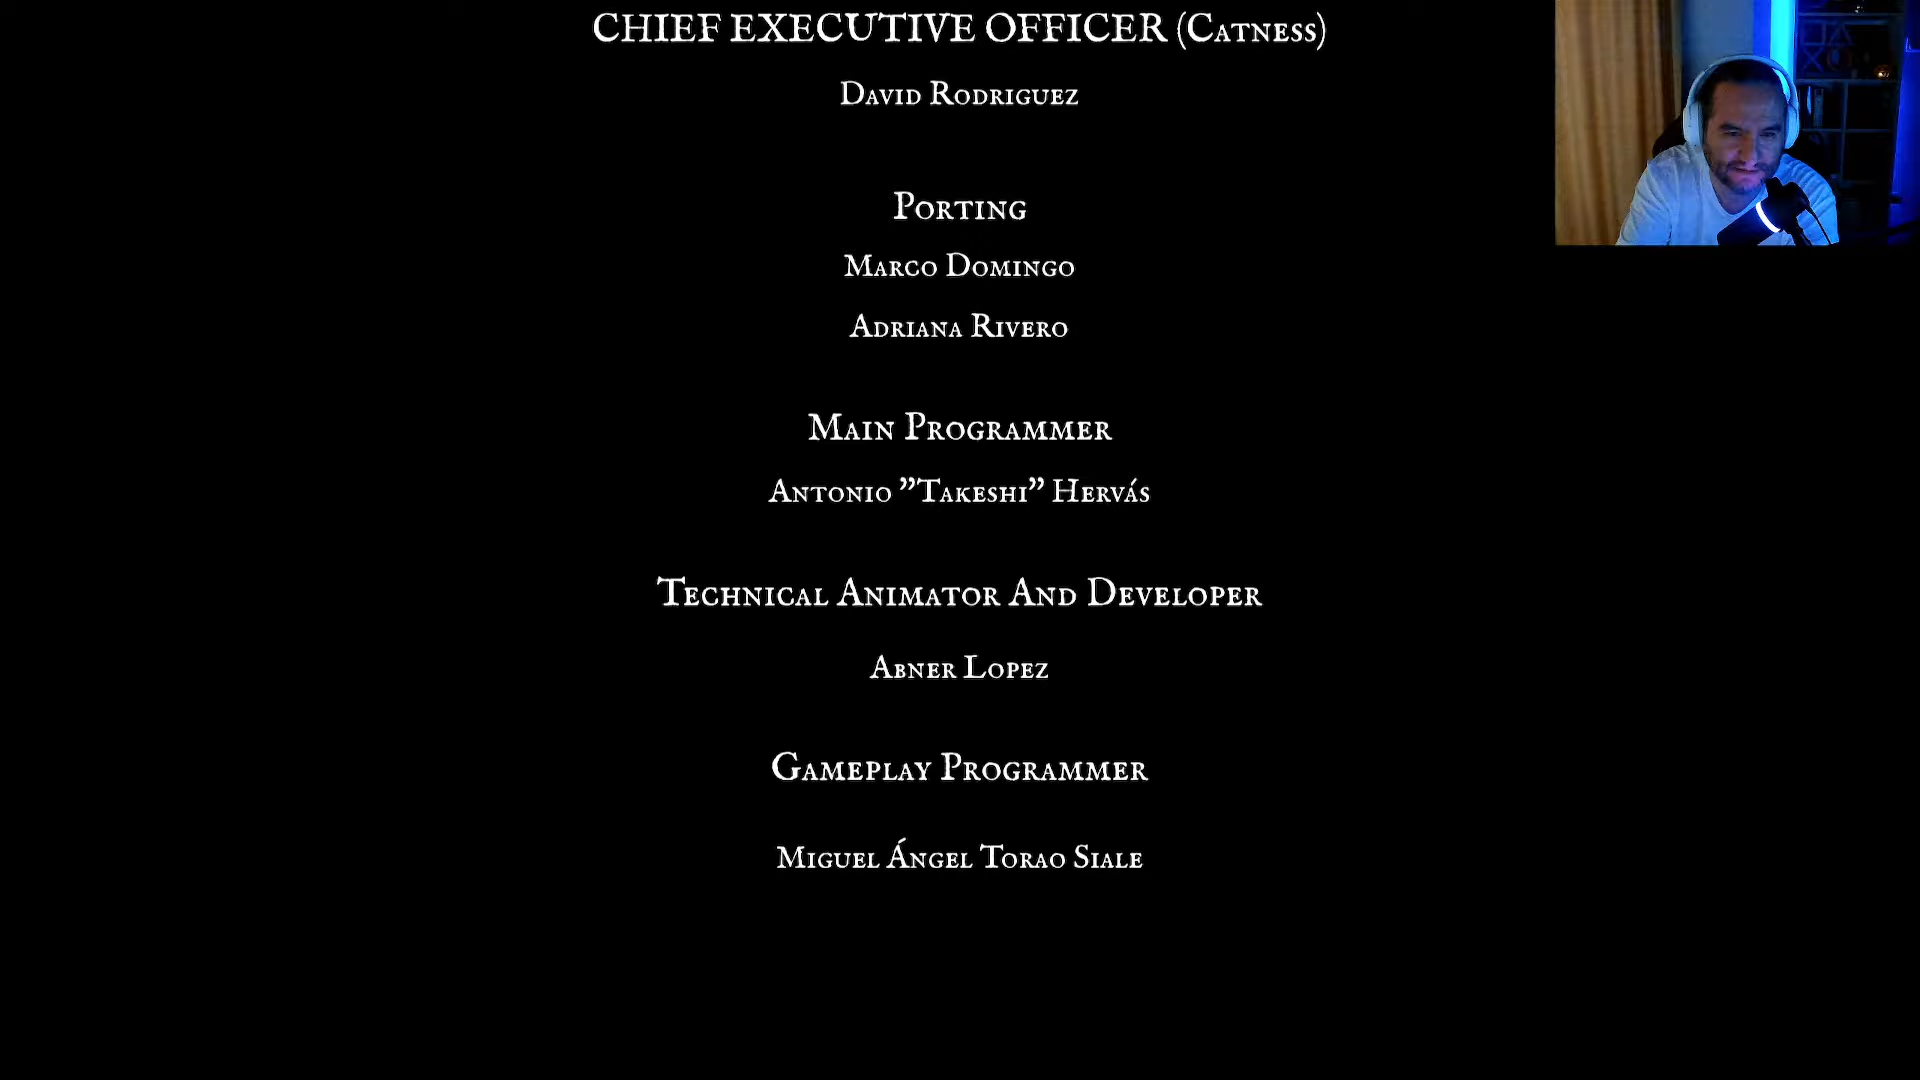 CHIEF EXECUTIVE OFFICER (Catness)
David Rodriguez
Porting
Marco Domingo
Adriana Rivero
Main Programmer
Antonio "Takeshi" Hervás
Technical Animator And Developer
Abner Lopez
Gameplay Programmer
Miguel Ángel Torao Siale